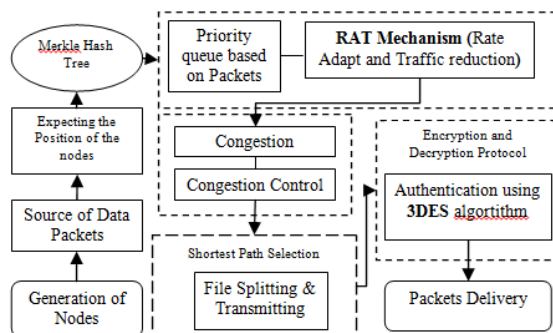 Merkle Hash
Tree
Priority
queue based
on Packets
RAT Mechanism (Rate
Adapt and Traffic reduction)
Expecting the
Position of the
nodes
Congestion
Congestion Control
Encryption and
Decryption Protocol
Authentication using
3DES algortithm
Source of Data
Packets
Shortest Path Selection
File Splitting &
Transmitting
Generation of
Nodes
Packets Delivery